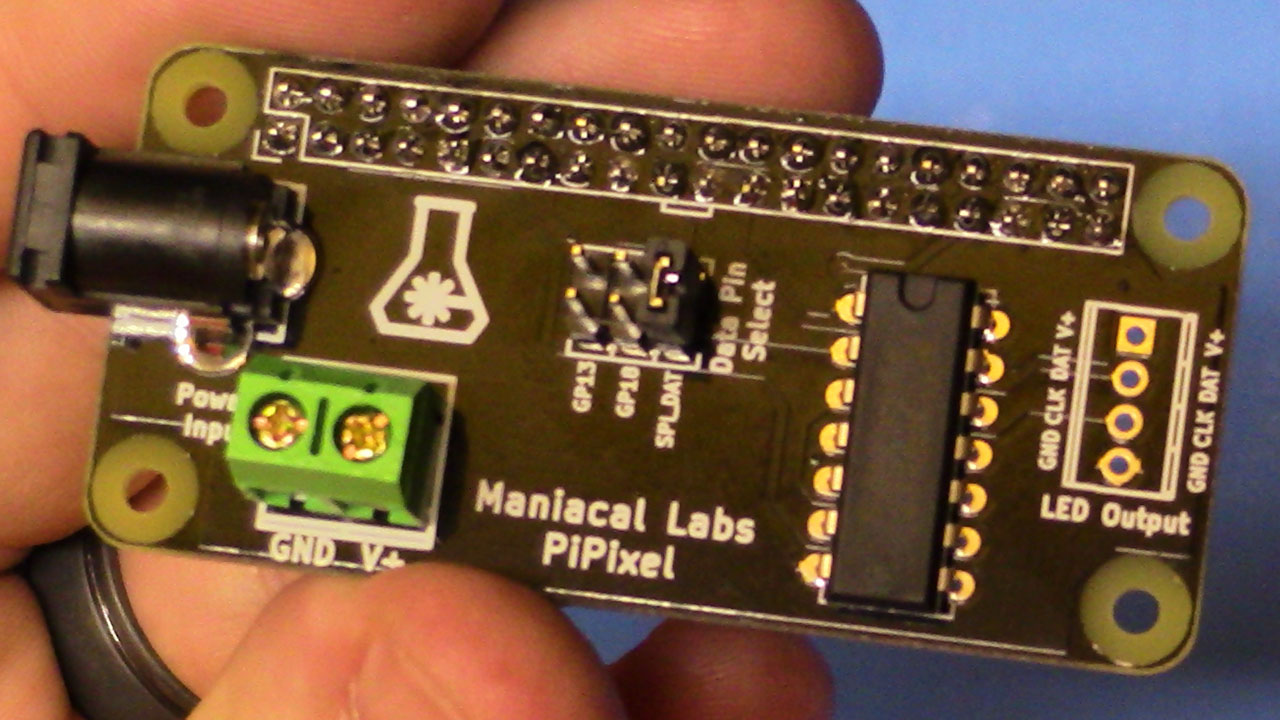 Data Pin
Select
GP13
GP18
SPI_DAT
Power
Input
GND V+
Maniacal Labs
PiPixel
GND CLK DAT V+
GND CLK DAT V+
LED Output